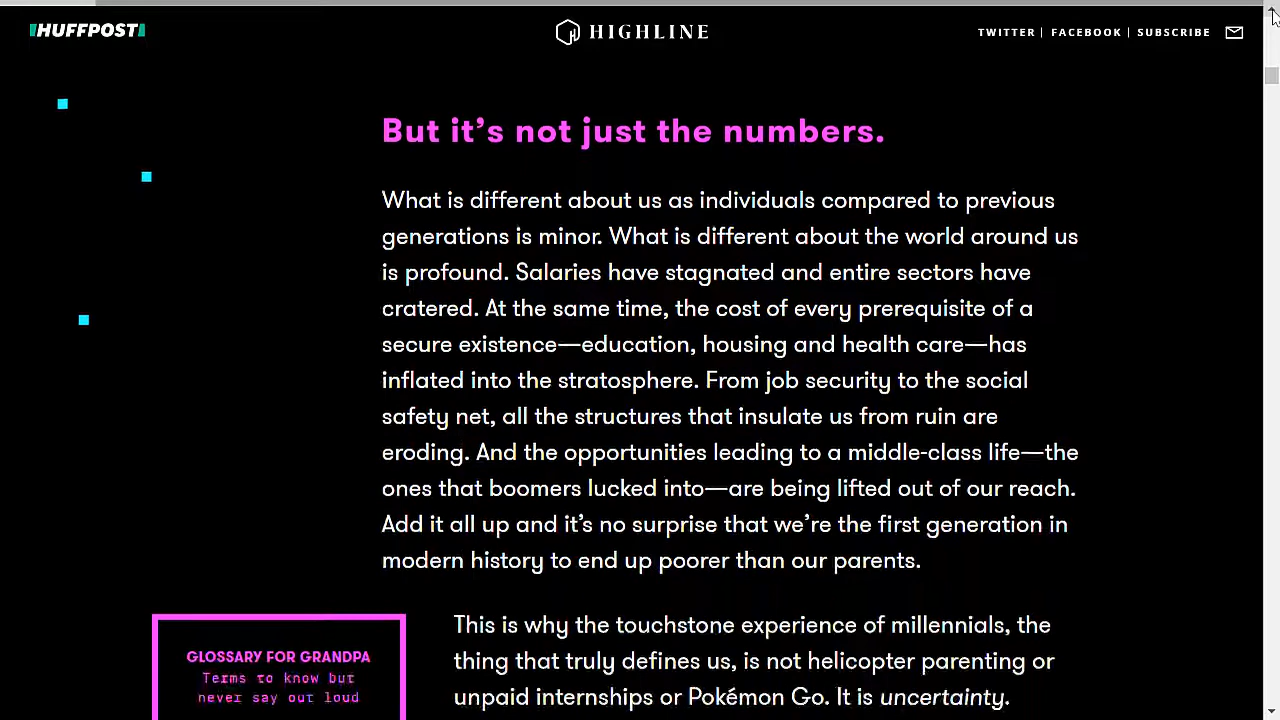 HUFFPOST
HIGHLINE
TWITTER | FACEBOOK | SUBSCRIBE
But it’s not just the numbers.
What is different about us as individuals compared to previous
generations is minor. What is different about the world around us
is profound. Salaries have stagnated and entire sectors have
cratered. At the same time, the cost of every prerequisite of a
secure existence—education, housing and health care—has
inflated into the stratosphere. From job security to the social
safety net, all the structures that insulate us from ruin are
eroding. And the opportunities leading to a middle-class life—the
ones that boomers lucked into—are being lifted out of our reach.
Add it all up and it’s no surprise that we’re the first generation in
modern history to end up poorer than our parents.
GLOSSARY FOR GRANDPA
Terms to know but
never say out loud
This is why the touchstone experience of millennials, the
thing that truly defines us, is not helicopter parenting or
unpaid internships or Pokémon Go. It is uncertainty.